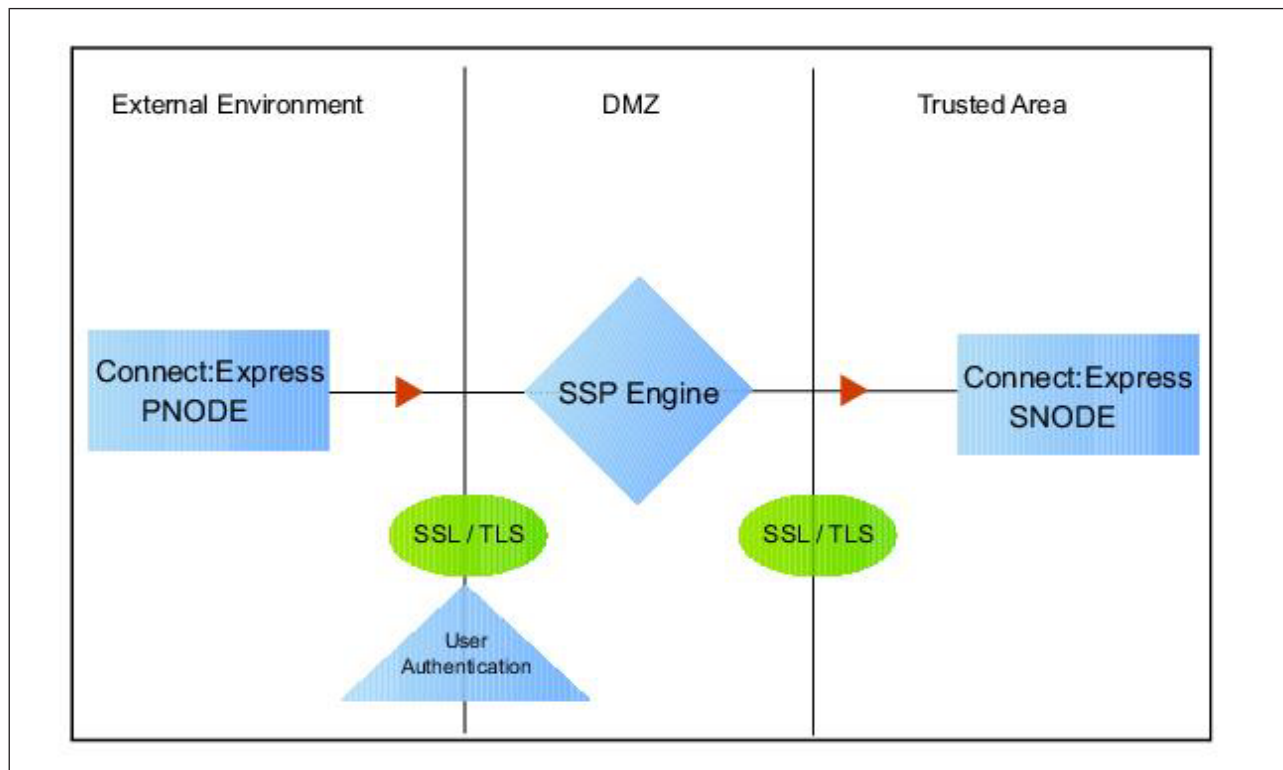 External Environment
DMZ
Trusted Area
Connect:Express
PNODE
SSP Engine
Connect:Express
SNODE
SSL / TLS
SSL / TLS
User
Authentication